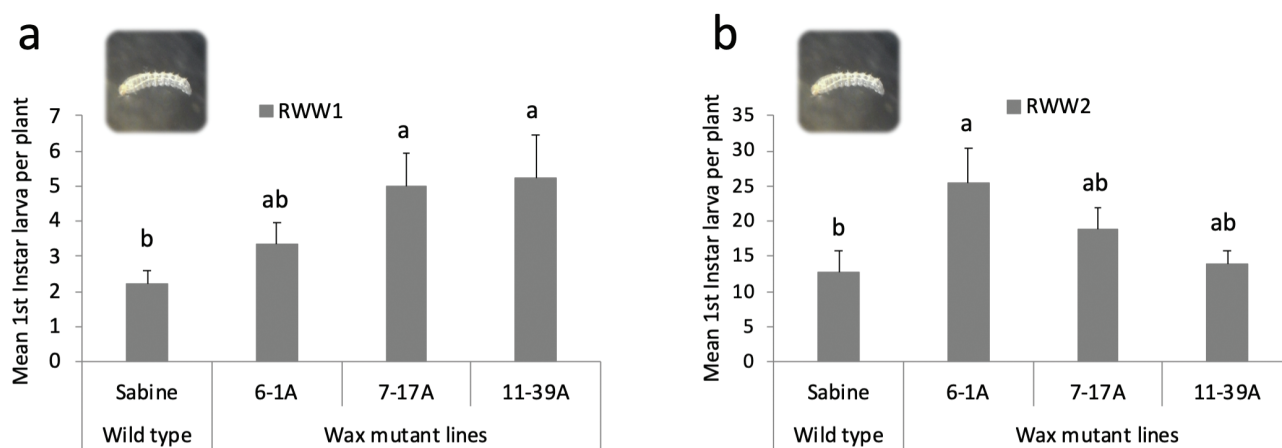 a
RWW1
Mean 1st Instar larva per plant
7
6
5
4
3
2
1
0
b
ab
a
a
Sabine
6-1A
7-17A
11-39A
Wild type
Wax mutant lines
b
RWW2
Mean 1st Instar larva per plant
35
30
25
20
15
10
5
0
b
a
ab
ab
Sabine
6-1A
7-17A
11-39A
Wild type
Wax mutant lines